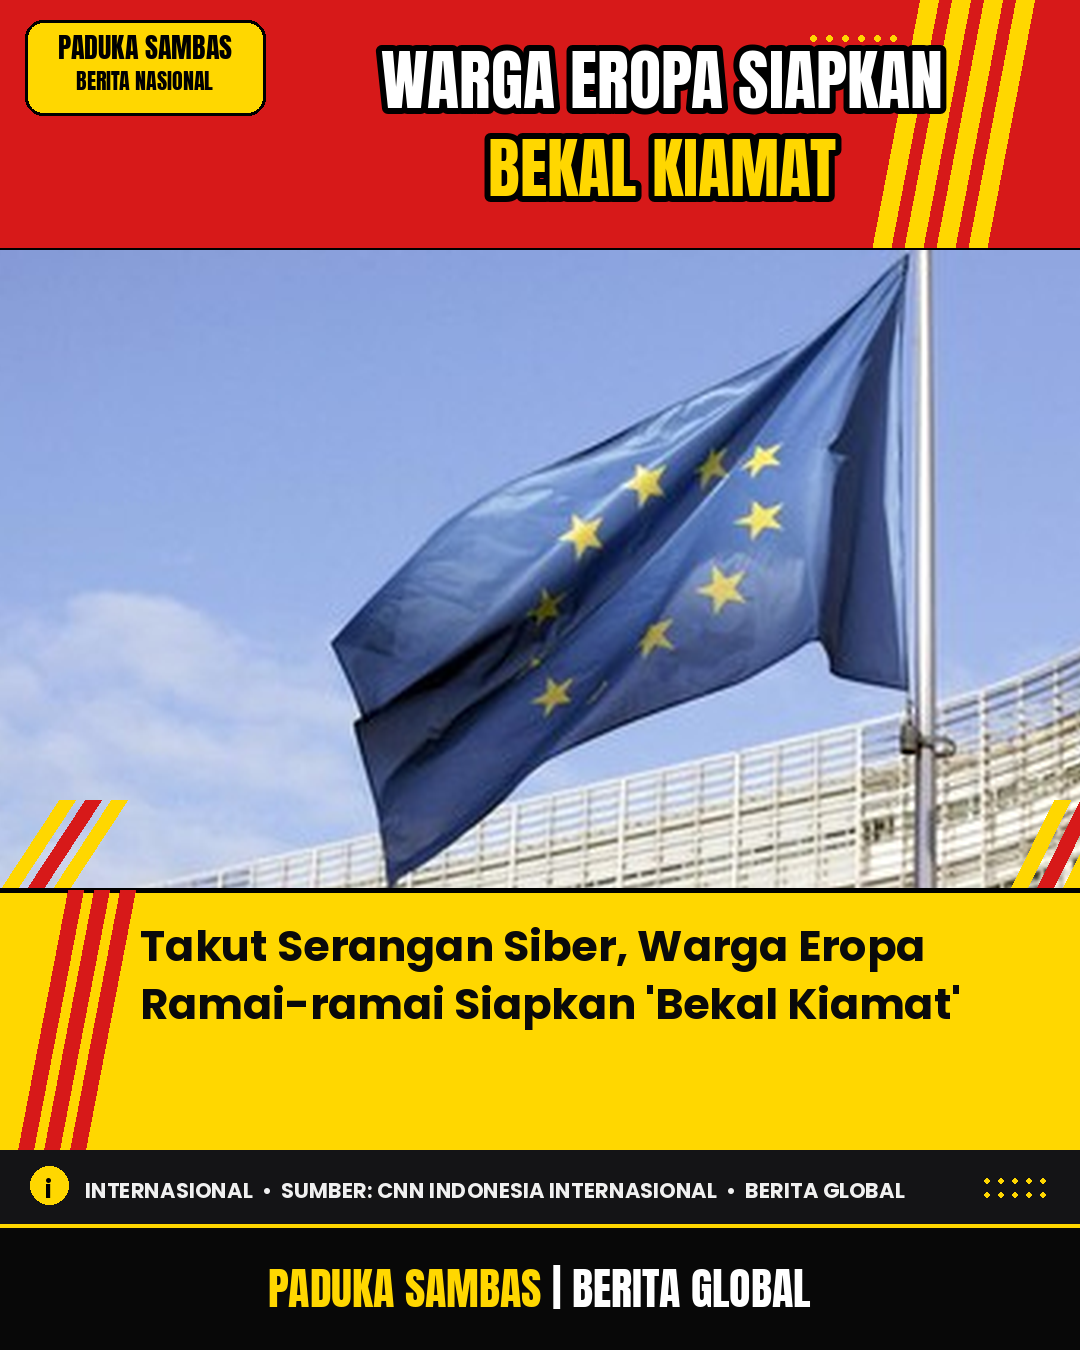 PADUKA SAMBAS
BERITA NASIONAL
WARGA EROPA SIAPKAN
BEKAL KIAMAT
Takut Serangan Siber, Warga Eropa
Ramai-ramai Siapkan 'Bekal Kiamat'
i INTERNASIONAL • SUMBER: CNN INDONESIA INTERNASIONAL • BERITA GLOBAL
PADUKA SAMBAS | BERITA GLOBAL